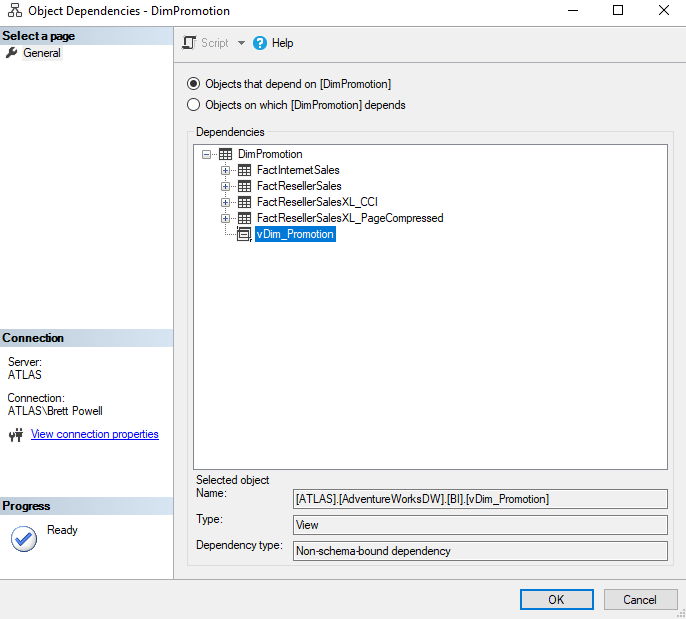 Object Dependencies - DimPromotion
Select a page
General
Script
Help
Objects that depend on [DimPromotion]
Objects on which [DimPromotion] depends
Dependencies
DimPromotion
FactInternetSales
FactResellerSales
FactResellerSalesXL_CCI
FactResellerSalesXL_PageCompressed
vDim_Promotion
Connection
Server:
ATLAS
Connection:
ATLAS\Brett Powell
View connection properties
Progress
Ready
Selected object
Name:
[ATLAS].[AdventureWorksDW].[BI].[vDim_Promotion]
Type:
View
Dependency type:
Non-schema-bound dependency
OK
Cancel